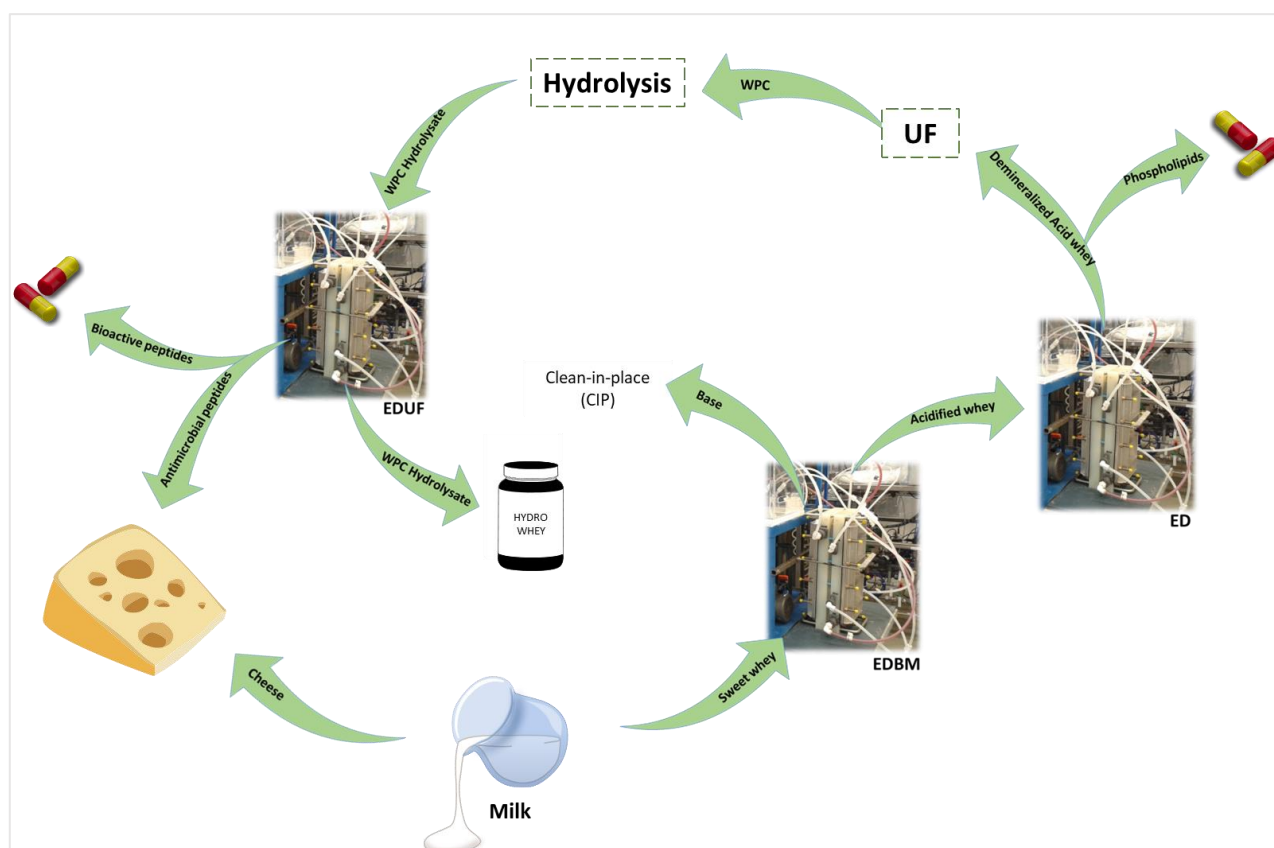 Hydrolysis
WPC
UF
Phospholipids
Demineralized Acid whey
WPC Hydrolysate
Bioactive peptides
Antimicrobial peptides
EDUF
WPC Hydrolysate
Clean-in-place
(CIP)
Base
Acidified whey
HYDRO
WHEY
ED
EDBM
Cheese
Sweet whey
Milk